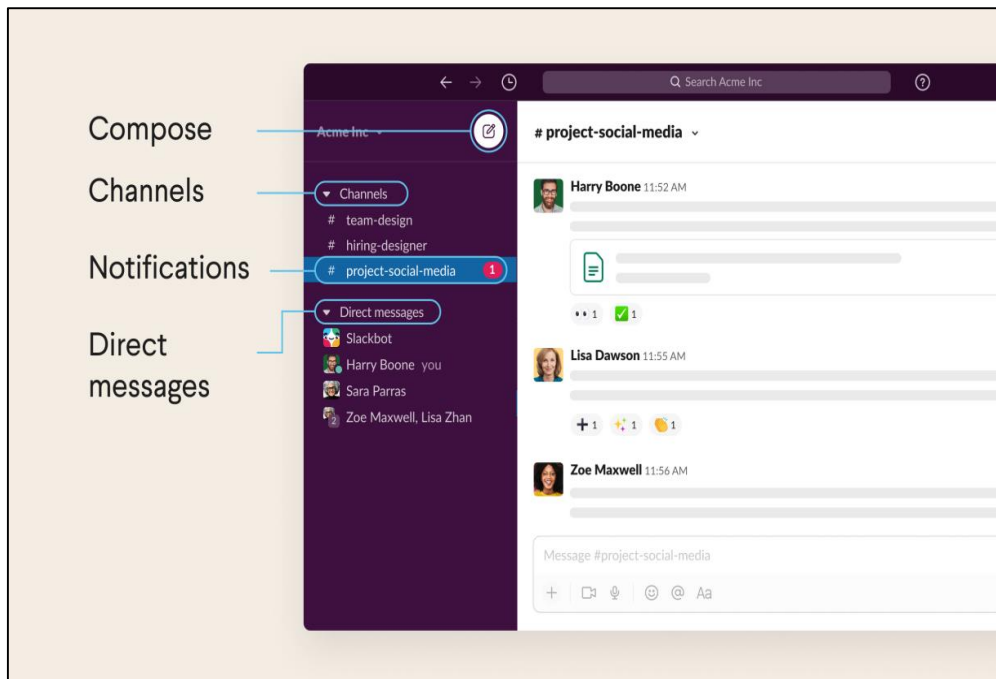 Search Acme Inc
Compose
Acme Inc
# project-social-media
Channels
Channels
Harry Boone 11:52 AM
# team-design
# hiring-designer
Notifications
# project-social-media 1
Direct
messages
Direct messages
1 1
Slackbot
Harry Boone you
Sara Parras
2 Zoe Maxwell, Lisa Zhan
Lisa Dawson 11:55 AM
1 1 1
Zoe Maxwell 11:56 AM
Message #project-social-media
@ Aa